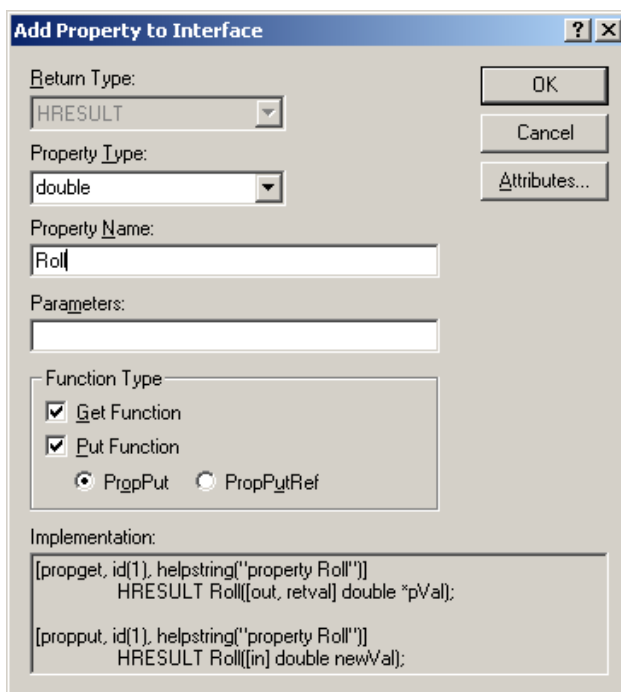 Add Property to Interface
Return Type:
HRESULT
OK
Cancel
Property Type:
double
Attributes...
Property Name:
Roll
Parameters:
Function Type
Get Function
Put Function
PropPut PropPutRef
Implementation:
[propget, id(1), helpstring("property Roll")]
HRESULT Roll([out, retval] double *pVal);
[propput, id(1), helpstring("property Roll")]
HRESULT Roll([in] double newVal);